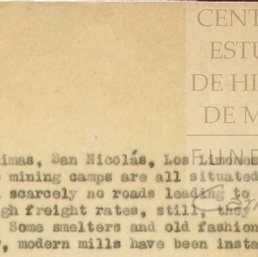 CENT
ESTU
DE HI
DE M
FUN
imas, San Nicolás, Los Limones
mining camps are all situated
scarcely no roads leading to
gh freight rates, still, they
Some smelters and old fashion
, modern mills have been insta